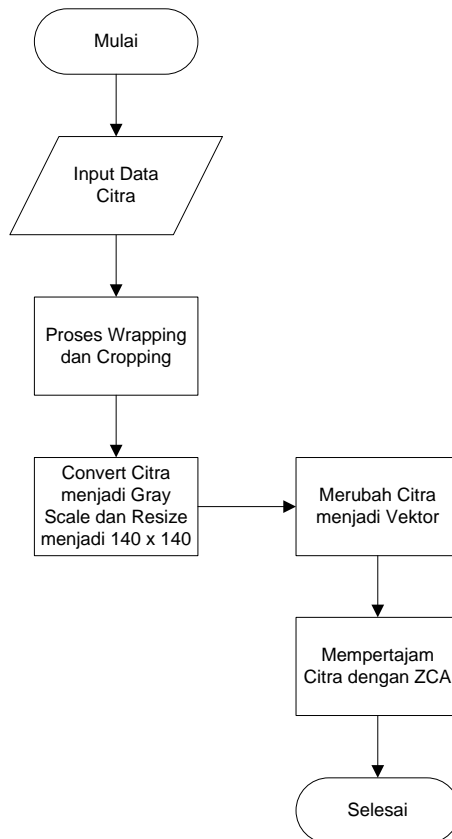 Mulai
Input Data
Citra
Proses Wrapping
dan Cropping
Convert Citra
menjadi Gray
Scale dan Resize
menjadi 140 x 140
Merubah Citra
menjadi Vektor
Mempertajam
Citra dengan ZCA
Selesai